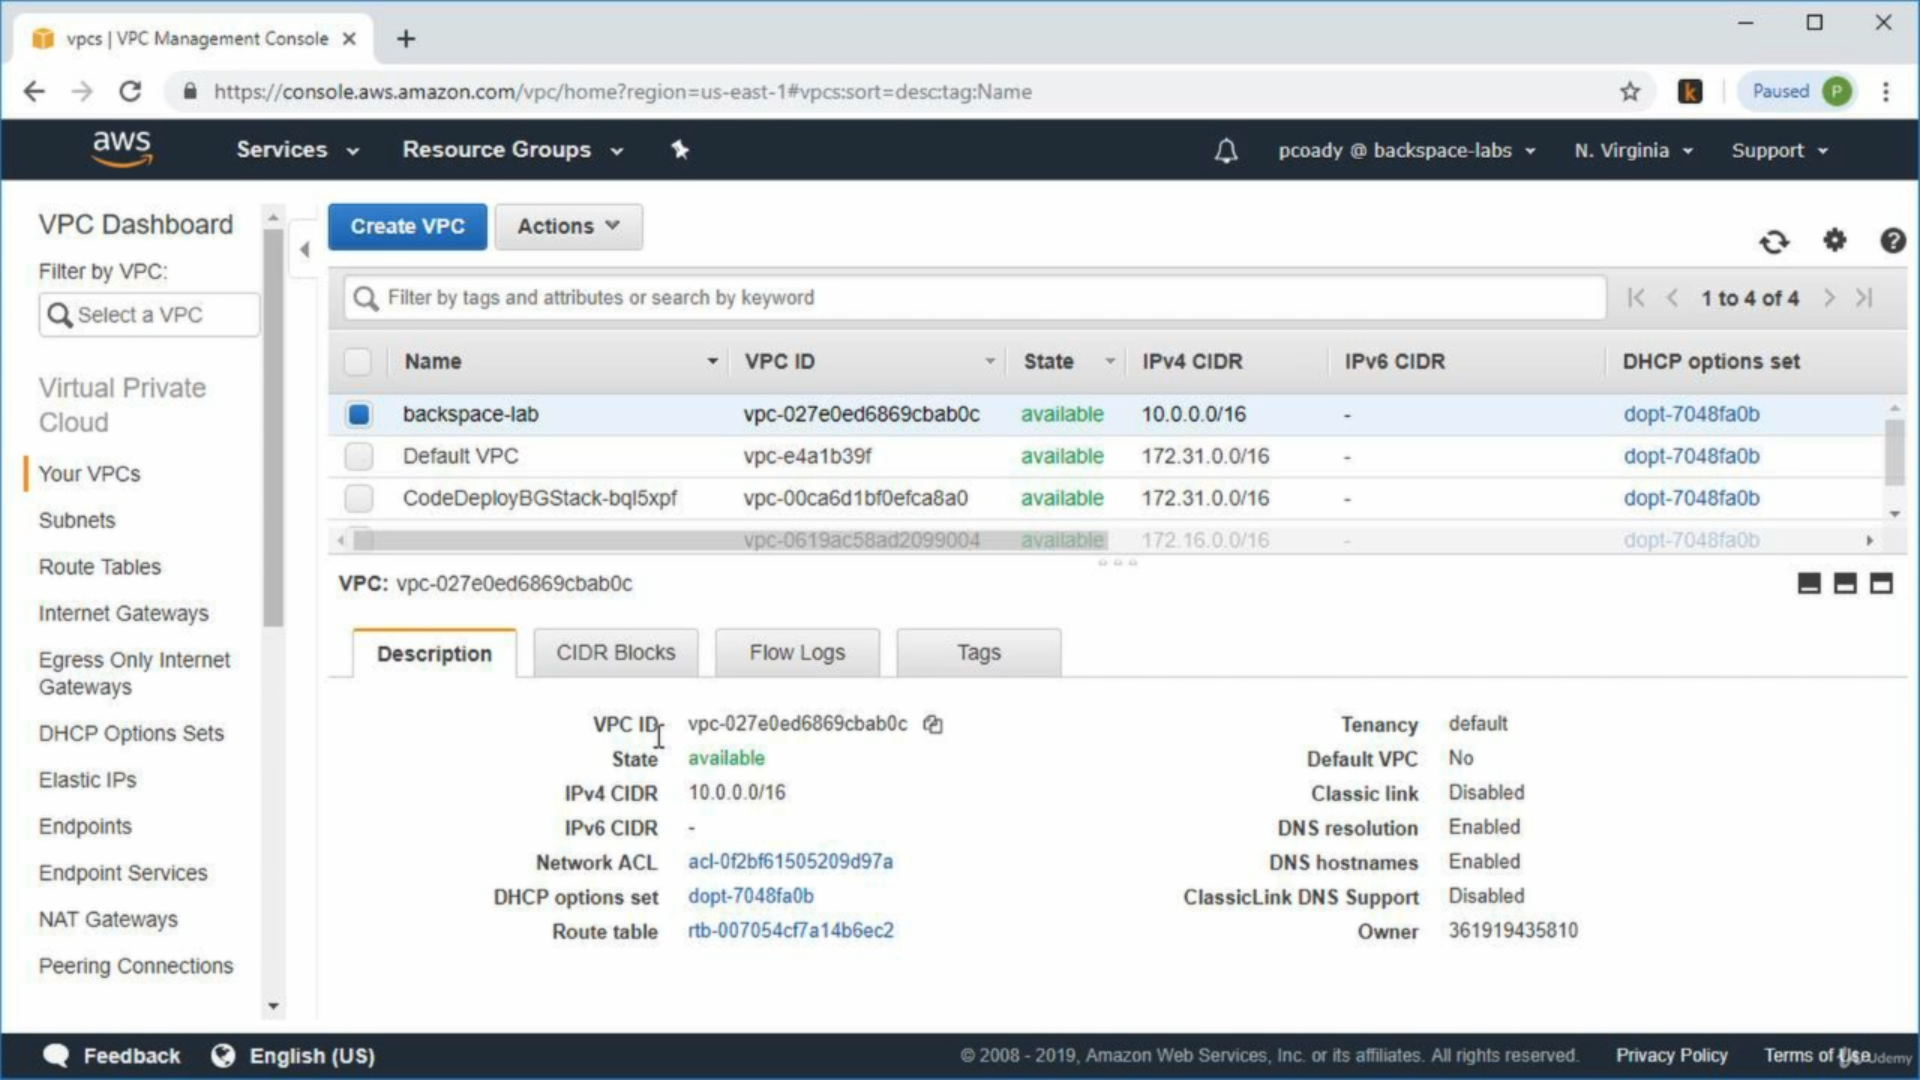 vpcs | VPC Management Console
https://console.aws.amazon.com/vpc/home?region=us-east-1#vpcs:sort=desc:tag:Name
Paused P
aws Services Resource Groups pcoady @ backspace-labs N. Virginia Support
VPC Dashboard
Filter by VPC:
Select a VPC
Virtual Private
Cloud
Your VPCs
Subnets
Route Tables
Internet Gateways
Egress Only Internet
Gateways
DHCP Options Sets
Elastic IPs
Endpoints
Endpoint Services
NAT Gateways
Peering Connections
Create VPC Actions
Filter by tags and attributes or search by keyword 1 to 4 of 4
Name VPC ID State IPv4 CIDR IPv6 CIDR DHCP options set
backspace-lab vpc-027e0ed6869cbab0c available 10.0.0.0/16 - dopt-7048fa0b
Default VPC vpc-e4a1b39f available 172.31.0.0/16 - dopt-7048fa0b
CodeDeployBGStack-bql5xpf vpc-00ca6d1bf0efca8a0 available 172.31.0.0/16 - dopt-7048fa0b
vpc-0619ac58ad2099004 available 172.16.0.0/16 - dopt-7048fa0b
VPC: vpc-027e0ed6869cbab0c
Description CIDR Blocks Flow Logs Tags
VPC ID vpc-027e0ed6869cbab0c Tenancy default
State available Default VPC No
IPv4 CIDR 10.0.0.0/16 Classic link Disabled
IPv6 CIDR - DNS resolution Enabled
Network ACL acl-0f2bf61505209d97a DNS hostnames Enabled
DHCP options set dopt-7048fa0b ClassicLink DNS Support Disabled
Route table rtb-007054cf7a14b6ec2 Owner 361919435810
Feedback English (US) © 2008 - 2019, Amazon Web Services, Inc. or its affiliates. All rights reserved. Privacy Policy Terms of Use
Udemy